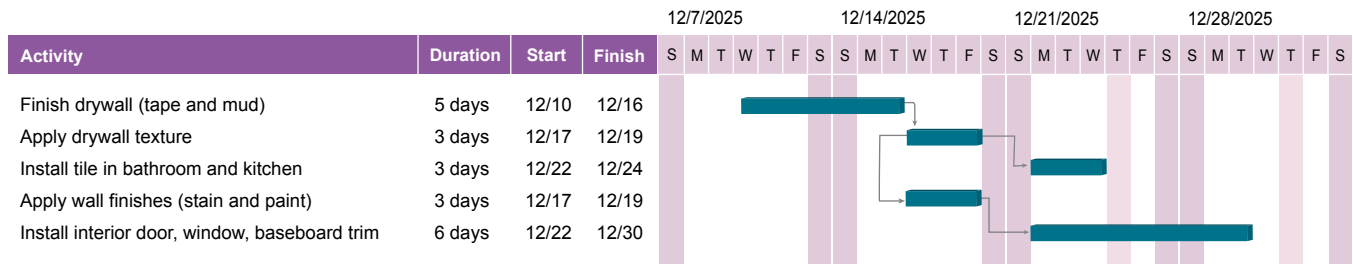 12/7/2025 12/14/2025 12/21/2025 12/28/2025
Activity Duration Start Finish S M T W T F S S M T W T F S S M T W T F S S M T W T F S
Finish drywall (tape and mud) 5 days 12/10 12/16
Apply drywall texture 3 days 12/17 12/19
Install tile in bathroom and kitchen 3 days 12/22 12/24
Apply wall finishes (stain and paint) 3 days 12/17 12/19
Install interior door, window, baseboard trim 6 days 12/22 12/30